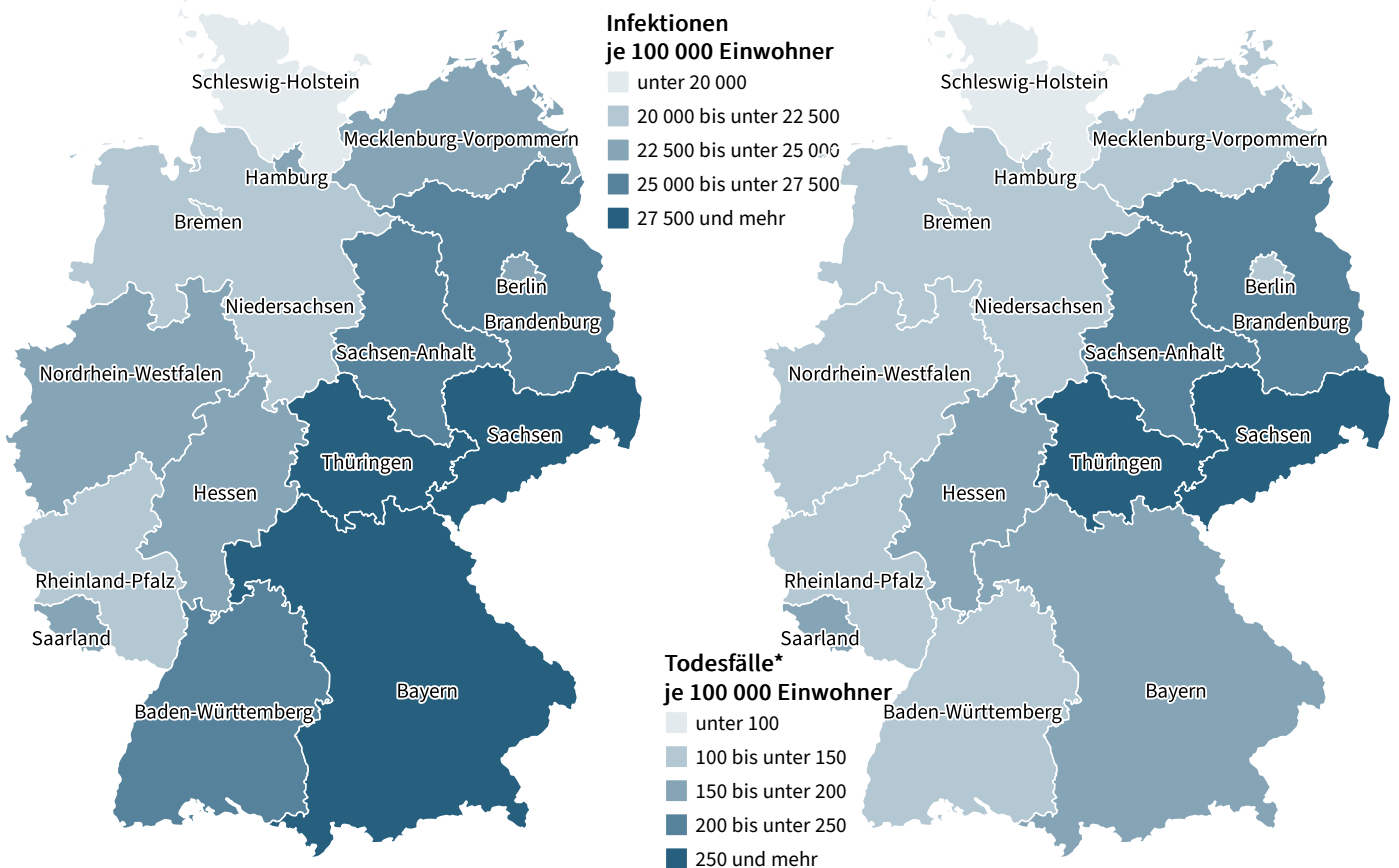 Infektionen
je 100 000 Einwohner
unter 20 000
20 000 bis unter 22 500
22 500 bis unter 25 000
25 000 bis unter 27 500
27 500 und mehr
Schleswig-Holstein
Mecklenburg-Vorpommern
Hamburg
Bremen
Berlin
Niedersachsen
Brandenburg
Sachsen-Anhalt
Nordrhein-Westfalen
Sachsen
Thüringen
Hessen
Rheinland-Pfalz
Saarland
Bayern
Baden-Württemberg
Schleswig-Holstein
Mecklenburg-Vorpommern
Hamburg
Bremen
Berlin
Niedersachsen
Brandenburg
Sachsen-Anhalt
Nordrhein-Westfalen
Sachsen
Thüringen
Hessen
Rheinland-Pfalz
Saarland
Bayern
Baden-Württemberg
Todesfälle*
je 100 000 Einwohner
unter 100
100 bis unter 150
150 bis unter 200
200 bis unter 250
250 und mehr